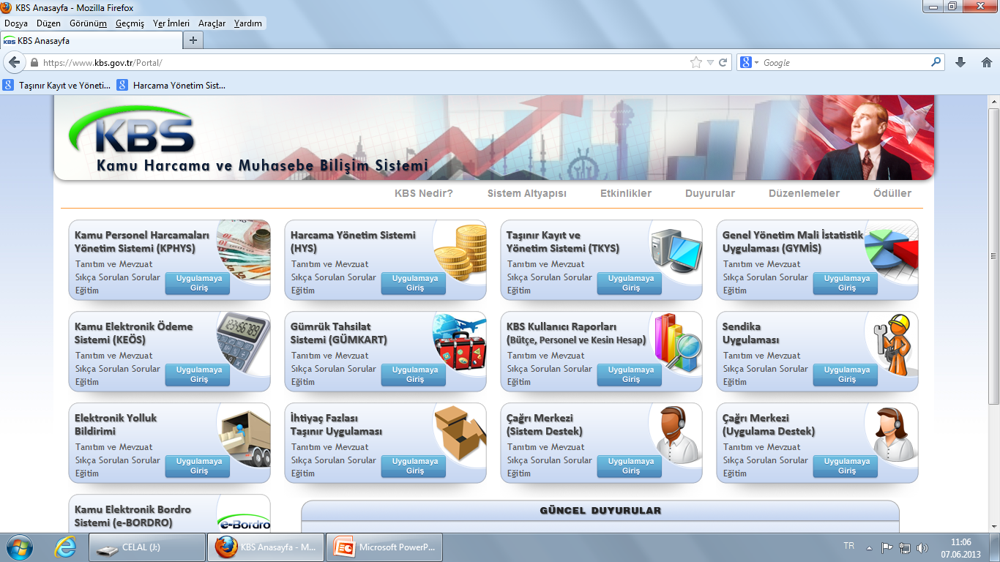 KBS Anasayfa - Mozilla Firefox
Dosya Düzen Görünüm Geçmiş Yer İmleri Araçlar Yardım
KBS KBS Anasayfa
https://www.kbs.gov.tr/Portal/
Google
Taşınır Kayıt ve Yöneti... Harcama Yönetim Sist...
KBS
Kamu Harcama ve Muhasebe Bilişim Sistemi
KBS Nedir? Sistem Altyapısı Etkinlikler Duyurular Düzenlemeler Ödüller
Kamu Personel Harcamaları
Yönetim Sistemi (KPHYS)
Tanıtım ve Mevzuat
Sıkça Sorulan Sorular
Eğitim
Uygulamaya
Giriş
Harcama Yönetim Sistemi
(HYS)
Tanıtım ve Mevzuat
Sıkça Sorulan Sorular
Eğitim
Uygulamaya
Giriş
Taşınır Kayıt ve
Yönetim Sistemi (TKYS)
Tanıtım ve Mevzuat
Sıkça Sorulan Sorular
Eğitim
Uygulamaya
Giriş
Genel Yönetim Mali İstatistik
Uygulaması (GYMİS)
Tanıtım ve Mevzuat
Sıkça Sorulan Sorular
Eğitim
Uygulamaya
Giriş
Kamu Elektronik Ödeme
Sistemi (KEÖS)
Tanıtım ve Mevzuat
Sıkça Sorulan Sorular
Eğitim
Uygulamaya
Giriş
Gümrük Tahsilat
Sistemi (GÜMKART)
Tanıtım ve Mevzuat
Sıkça Sorulan Sorular
Eğitim
Uygulamaya
Giriş
KBS Kullanıcı Raporları
(Bütçe, Personel ve Kesin Hesap)
Tanıtım ve Mevzuat
Sıkça Sorulan Sorular
Eğitim
Uygulamaya
Giriş
Sendika
Uygulaması
Tanıtım ve Mevzuat
Sıkça Sorulan Sorular
Eğitim
Uygulamaya
Giriş
Elektronik Yolluk
Bildirimi
Tanıtım ve Mevzuat
Sıkça Sorulan Sorular
Eğitim
Uygulamaya
Giriş
İhtiyaç Fazlası
Taşınır Uygulaması
Tanıtım ve Mevzuat
Sıkça Sorulan Sorular
Eğitim
Uygulamaya
Giriş
Çağrı Merkezi
(Sistem Destek)
Tanıtım ve Mevzuat
Sıkça Sorulan Sorular
Eğitim
Uygulamaya
Giriş
Çağrı Merkezi
(Uygulama Destek)
Tanıtım ve Mevzuat
Sıkça Sorulan Sorular
Eğitim
Uygulamaya
Giriş
Kamu Elektronik Bordro
Sistemi (e-BORDRO)
e-Bordro
GÜNCEL DUYURULAR
CELAL (J:)
KBS Anasayfa - M...
Microsoft PowerP...
TR
11:06
07.06.2013